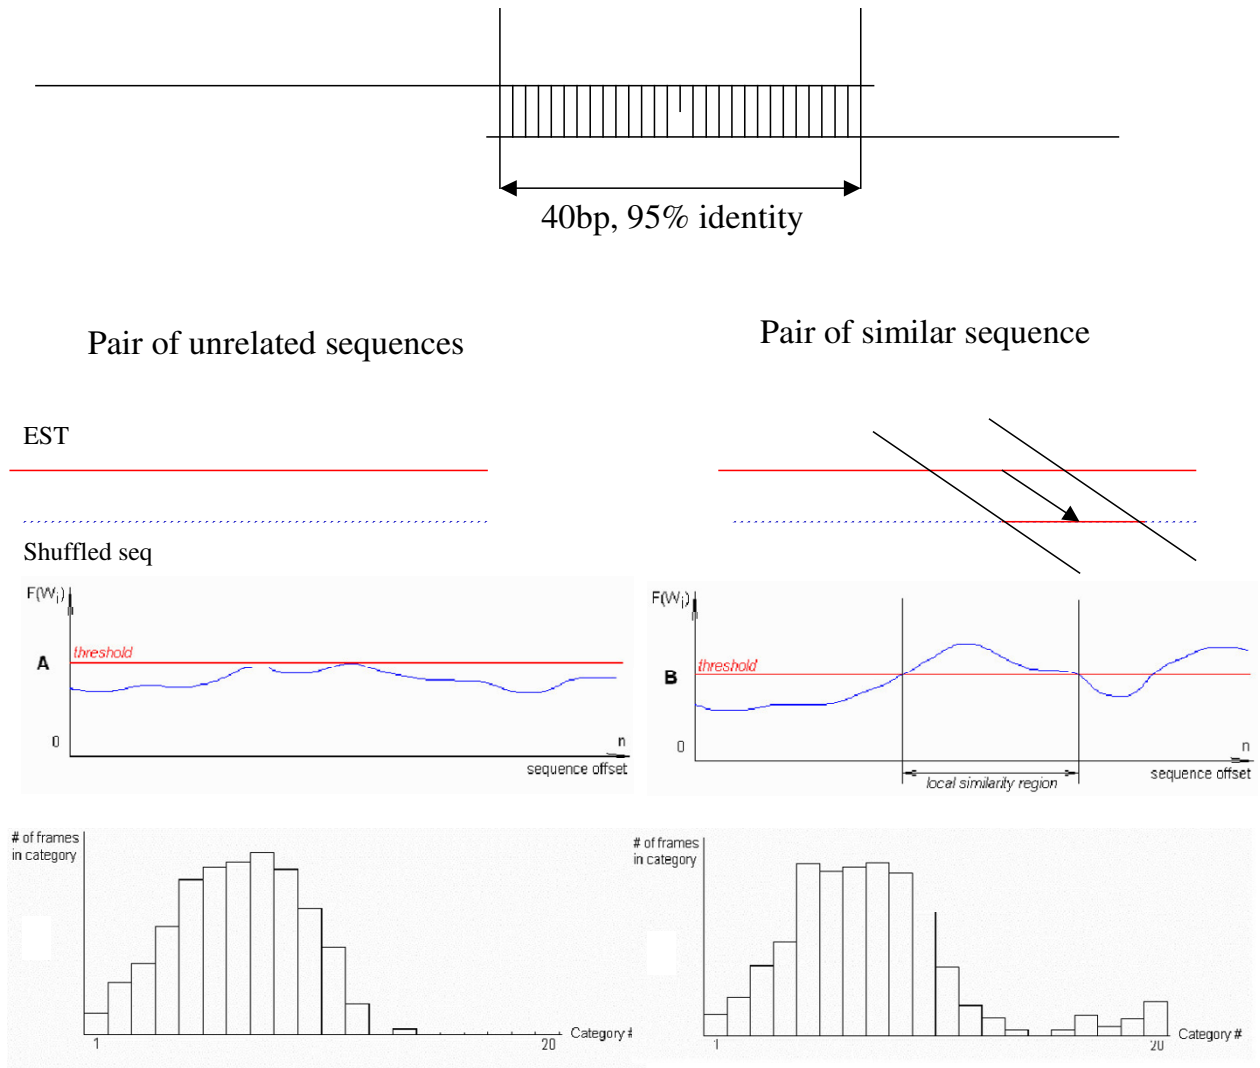 40bp, 95% identity
Pair of unrelated sequences
Pair of similar sequence
EST
Shuffled seq
F(Wi)
A
threshold
0
n
sequence offset
F(Wi)
B
threshold
0
n
sequence offset
local similarity region
# of frames
in category
1
20
Category #
# of frames
in category
1
20
Category #